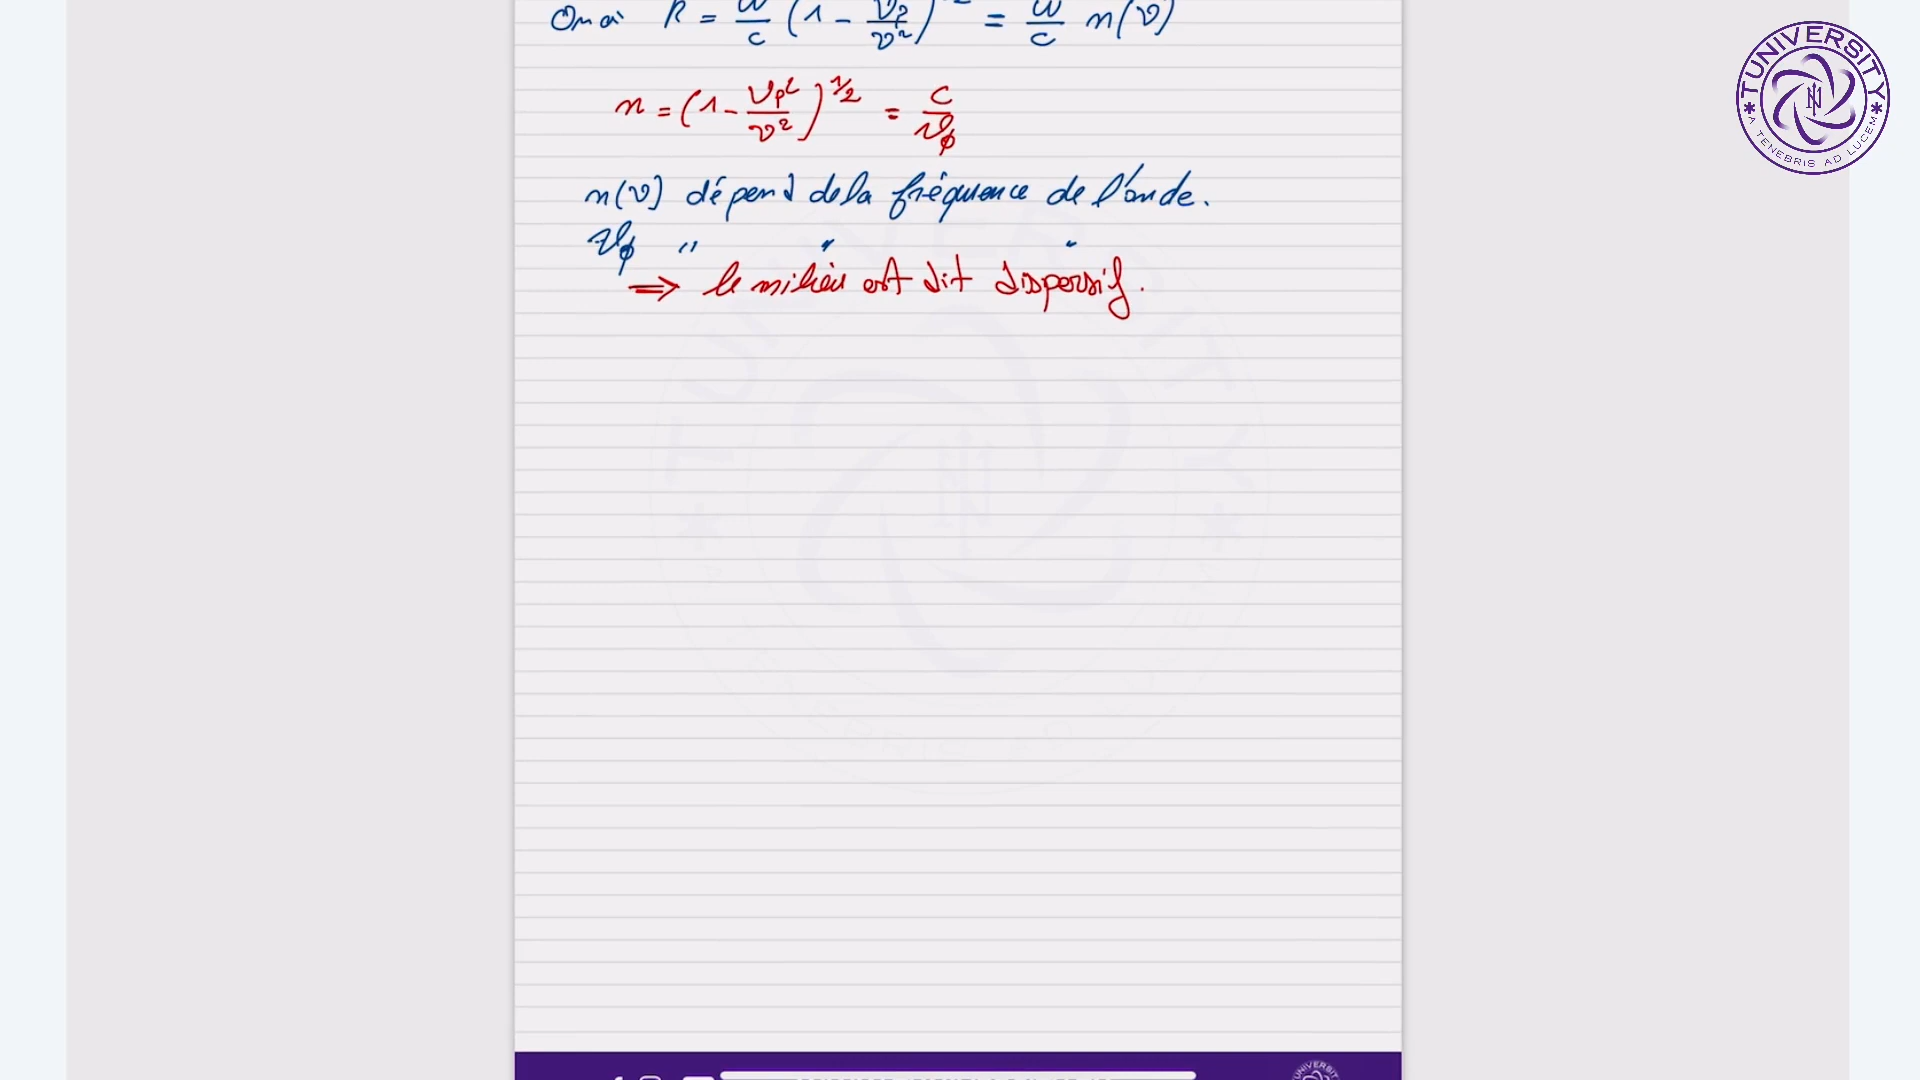 On a k = ω/c (1 - νp²/ν²)^1/2 = ω/c n(ν)
n = (1 - νp²/ν²)^1/2 = c/vϕ
n(ν) dépend de la fréquence de l'onde.
vϕ " " "
⇒ le milieu est dit dispersif.
TUNIVERSITY
A TENEBRIS AD LUCEM